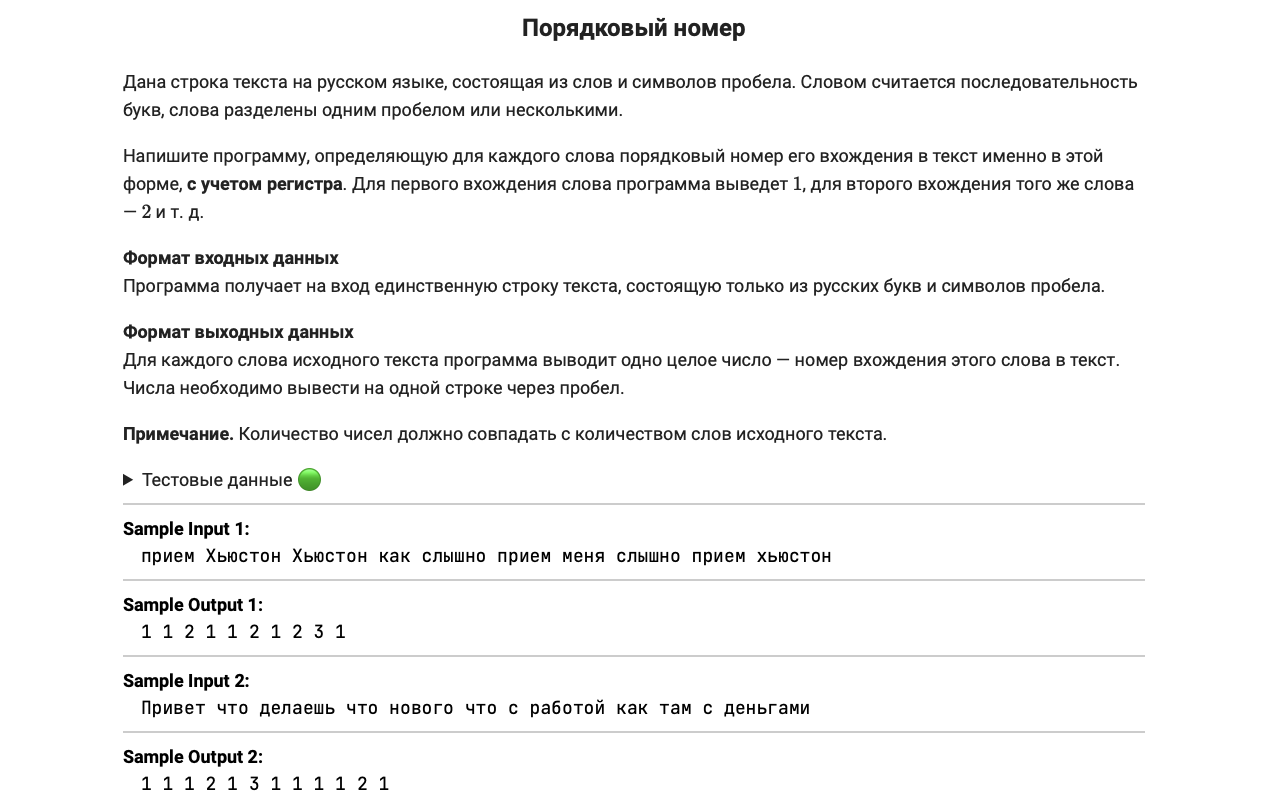 Порядковый номер
Дана строка текста на русском языке, состоящая из слов и символов пробела. Словом считается последовательность
букв, слова разделены одним пробелом или несколькими.
Напишите программу, определяющую для каждого слова порядковый номер его вхождения в текст именно в этой
форме, с учетом регистра. Для первого вхождения слова программа выведет 1, для второго вхождения того же слова
— 2 и т. д.
Формат входных данных
Программа получает на вход единственную строку текста, состоящую только из русских букв и символов пробела.
Формат выходных данных
Для каждого слова исходного текста программа выводит одно целое число — номер вхождения этого слова в текст.
Числа необходимо вывести на одной строке через пробел.
Примечание. Количество чисел должно совпадать с количеством слов исходного текста.
Тестовые данные
Sample Input 1:
прием Хьюстон Хьюстон как слышно прием меня слышно прием хьюстон
Sample Output 1:
1 1 2 1 1 2 1 2 3 1
Sample Input 2:
Привет что делаешь что нового что с работой как там с деньгами
Sample Output 2:
1 1 1 2 1 3 1 1 1 1 2 1